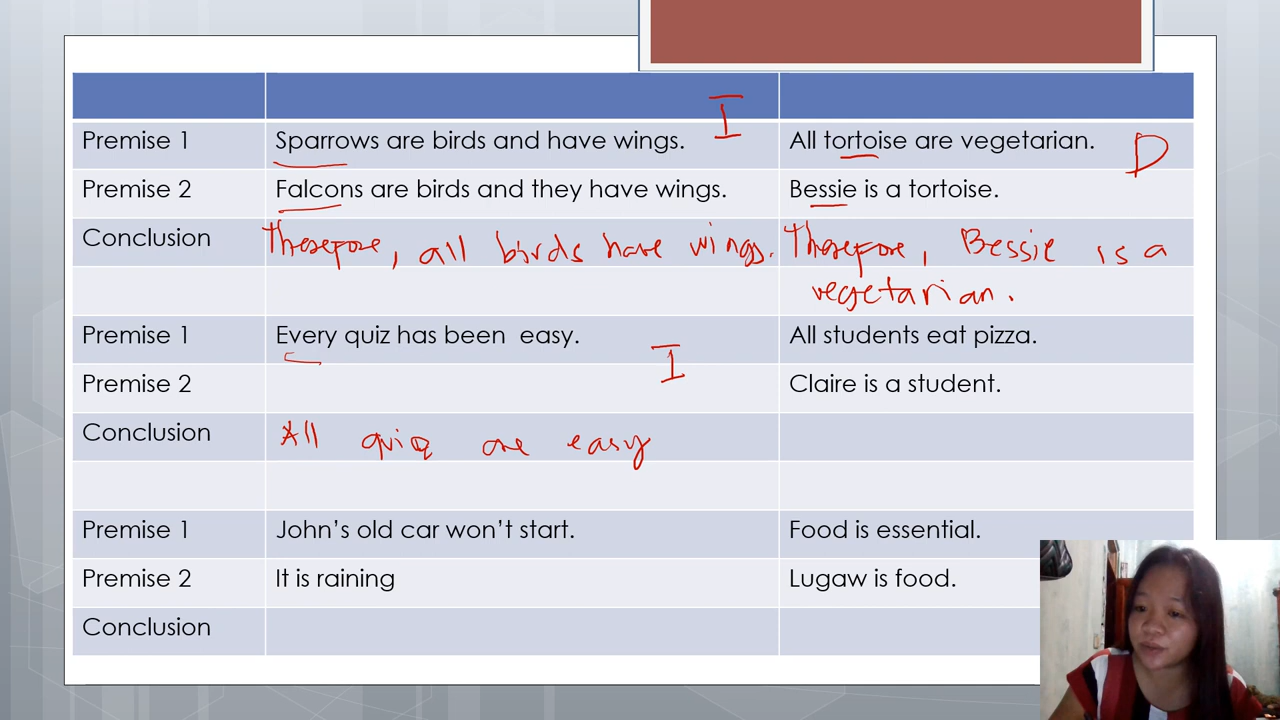 I
Premise 1 Sparrows are birds and have wings. All tortoise are vegetarian. D
Premise 2 Falcons are birds and they have wings. Bessie is a tortoise.
Conclusion Therefore, all birds have wings. Therefore, Bessie is a
vegetarian.
Premise 1 Every quiz has been easy. All students eat pizza.
I
Premise 2 Claire is a student.
Conclusion All quiz are easy
Premise 1 John’s old car won’t start. Food is essential.
Premise 2 It is raining Lugaw is food.
Conclusion